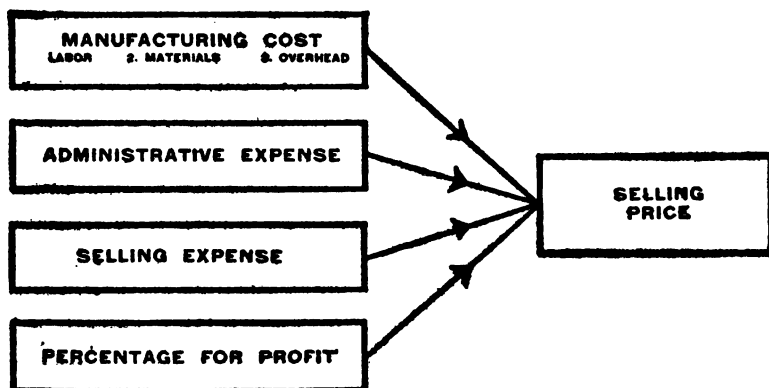 MANUFACTURING COST
LABOR 2. MATERIALS 3. OVERHEAD
ADMINISTRATIVE EXPENSE
SELLING EXPENSE
PERCENTAGE FOR PROFIT
SELLING
PRICE